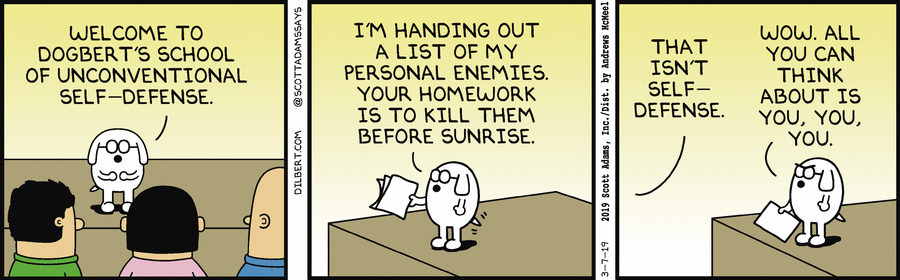 WELCOME TO
DOGBERT'S SCHOOL
OF UNCONVENTIONAL
SELF-DEFENSE.
DILBERT.COM @SCOTTADAMSSAYS
I'M HANDING OUT
A LIST OF MY
PERSONAL ENEMIES.
YOUR HOMEWORK
IS TO KILL THEM
BEFORE SUNRISE.
3-7-19 2019 Scott Adams, Inc./Dist. by Andrews McMeel
THAT
ISN'T
SELF-
DEFENSE.
WOW. ALL
YOU CAN
THINK
ABOUT IS
YOU, YOU,
YOU.